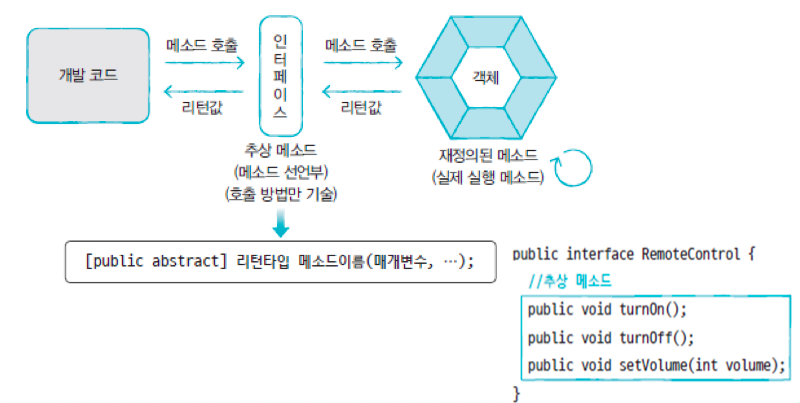 개발 코드
메소드 호출
리턴값
인터페이스
메소드 호출
리턴값
객체
추상 메소드
(메소드 선언부)
(호출 방법만 기술)
재정의된 메소드
(실제 실행 메소드)
[public abstract] 리턴타입 메소드이름(매개변수, …);
public interface RemoteControl {
//추상 메소드
public void turnOn();
public void turnOff();
public void setVolume(int volume);
}